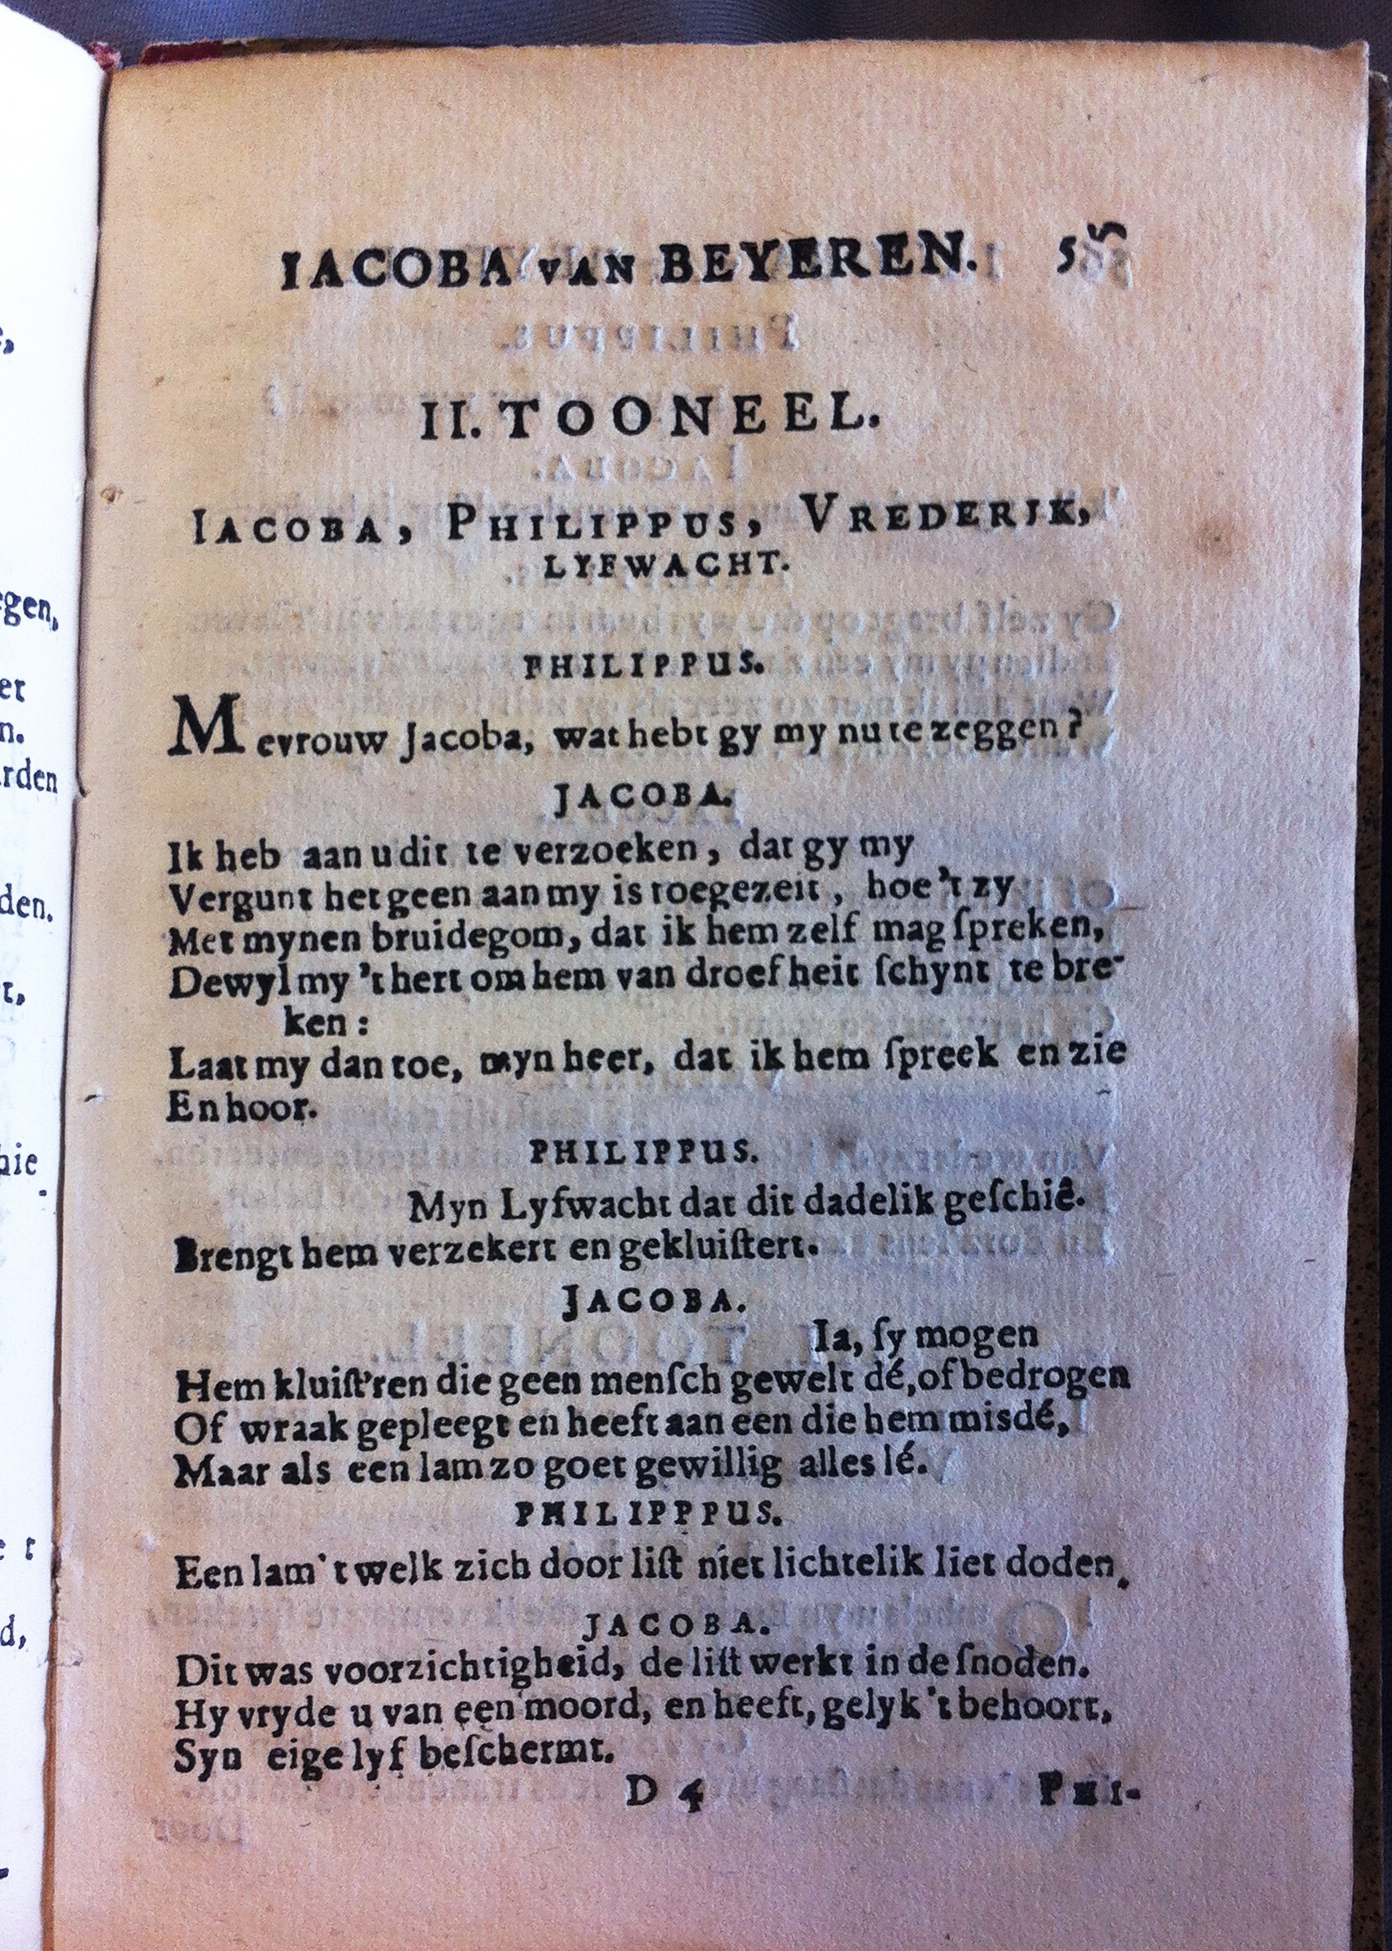 IACOBA VAN BEYEREN. 5
II. TOONEEL.
IACOBA, PHILIPPUS, VREDERIK,
LYFWACHT.
PHILIPPUS.
Mevrouw Jacoba, wat hebt gy my nu te zeggen?
JACOBA.
Ik heb aan u dit te verzoeken, dat gy my
Vergunt het geen aan my is toegezeit, hoe 't zy
Met mynen bruidegom, dat ik hem zelf mag ſpreken,
Dewyl my 't hert om hem van droefheit ſchynt te bre-
ken:
Laat my dan toe, myn heer, dat ik hem ſpreek en zie
En hoor.
PHILIPPUS.
Myn Lyfwacht dat dit dadelik geſchiê.
Brengt hem verzekert en gekluiſtert.
JACOBA.
Ia, ſy mogen
Hem kluiſt'ren die geen menſch gewelt dé, of bedrogen
Of wraak gepleegt en heeft aan een die hem misdé,
Maar als een lam zo goet gewillig alles lé.
PHILIPPPUS.
Een lam 't welk zich door liſt niet lichtelik liet doden.
JACOBA.
Dit was voorzichtigheid, de liſt werkt in de ſnoden.
Hy vryde u van een moord, en heeft, gelyk 't behoort,
Syn eige lyf beſchermt.
D 4 PHI-
egen,
et
n.
arden
den.
t,
hie
d,